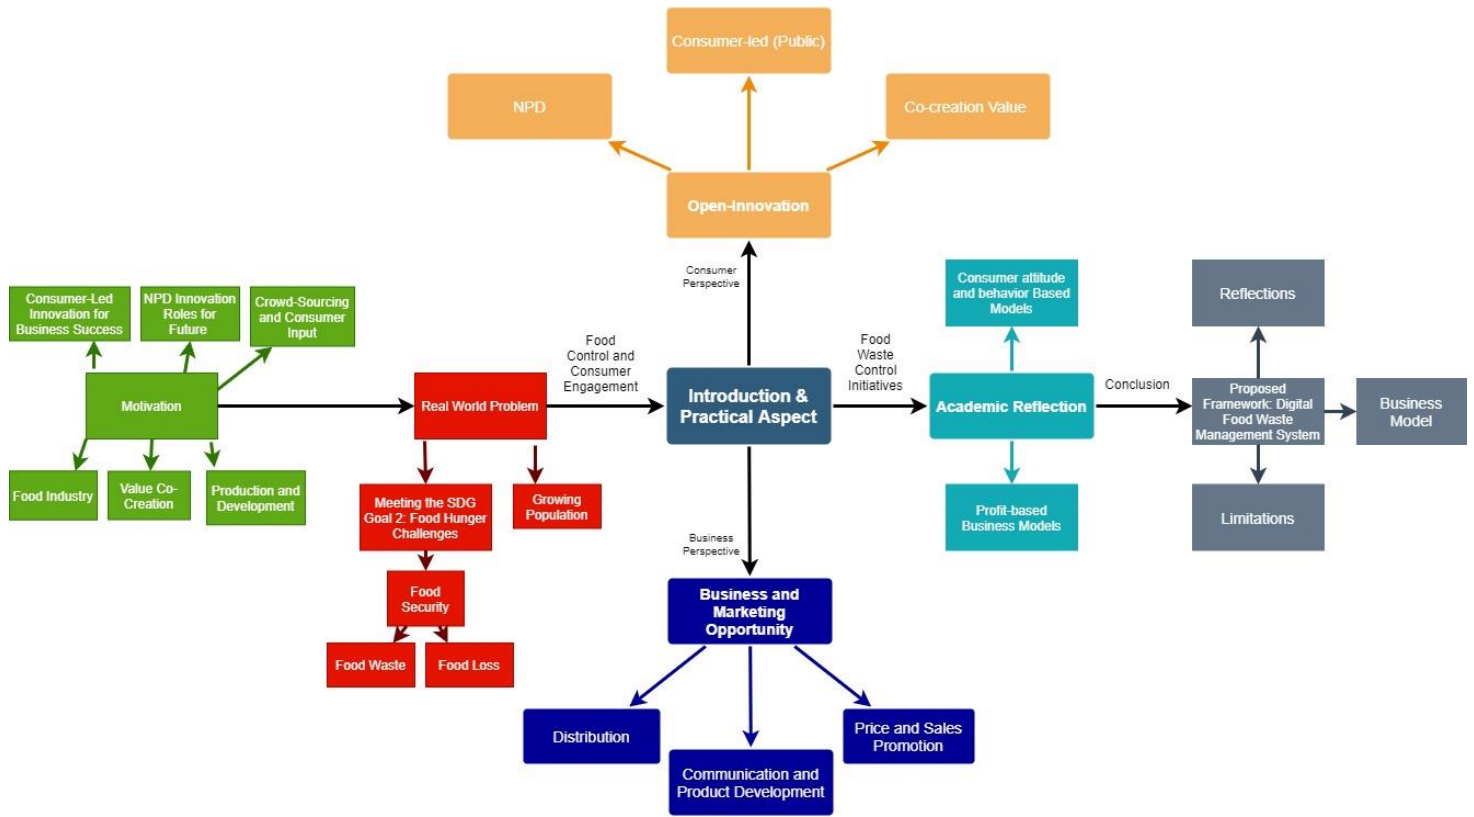 Consumer-led (Public)
NPD
Co-creation Value
Open-Innovation
Consumer
Perspective
Consumer-Led
Innovation for
Business Success
NPD Innovation
Roles for
Future
Crowd-Sourcing
and Consumer
Input
Motivation
Food Industry
Value Co-
Creation
Production and
Development
Real World Problem
Meeting the SDG
Goal 2: Food Hunger
Challenges
Growing
Population
Food
Security
Food Waste
Food Loss
Food
Control and
Consumer
Engagement
Introduction &
Practical Aspect
Business
Perspective
Business and
Marketing
Opportunity
Distribution
Communication and
Product Development
Price and Sales
Promotion
Food
Waste
Control
Initiatives
Consumer attitude
and behavior Based
Models
Academic Reflection
Profit-based
Business Models
Conclusion
Reflections
Proposed
Framework: Digital
Food Waste
Management System
Business
Model
Limitations